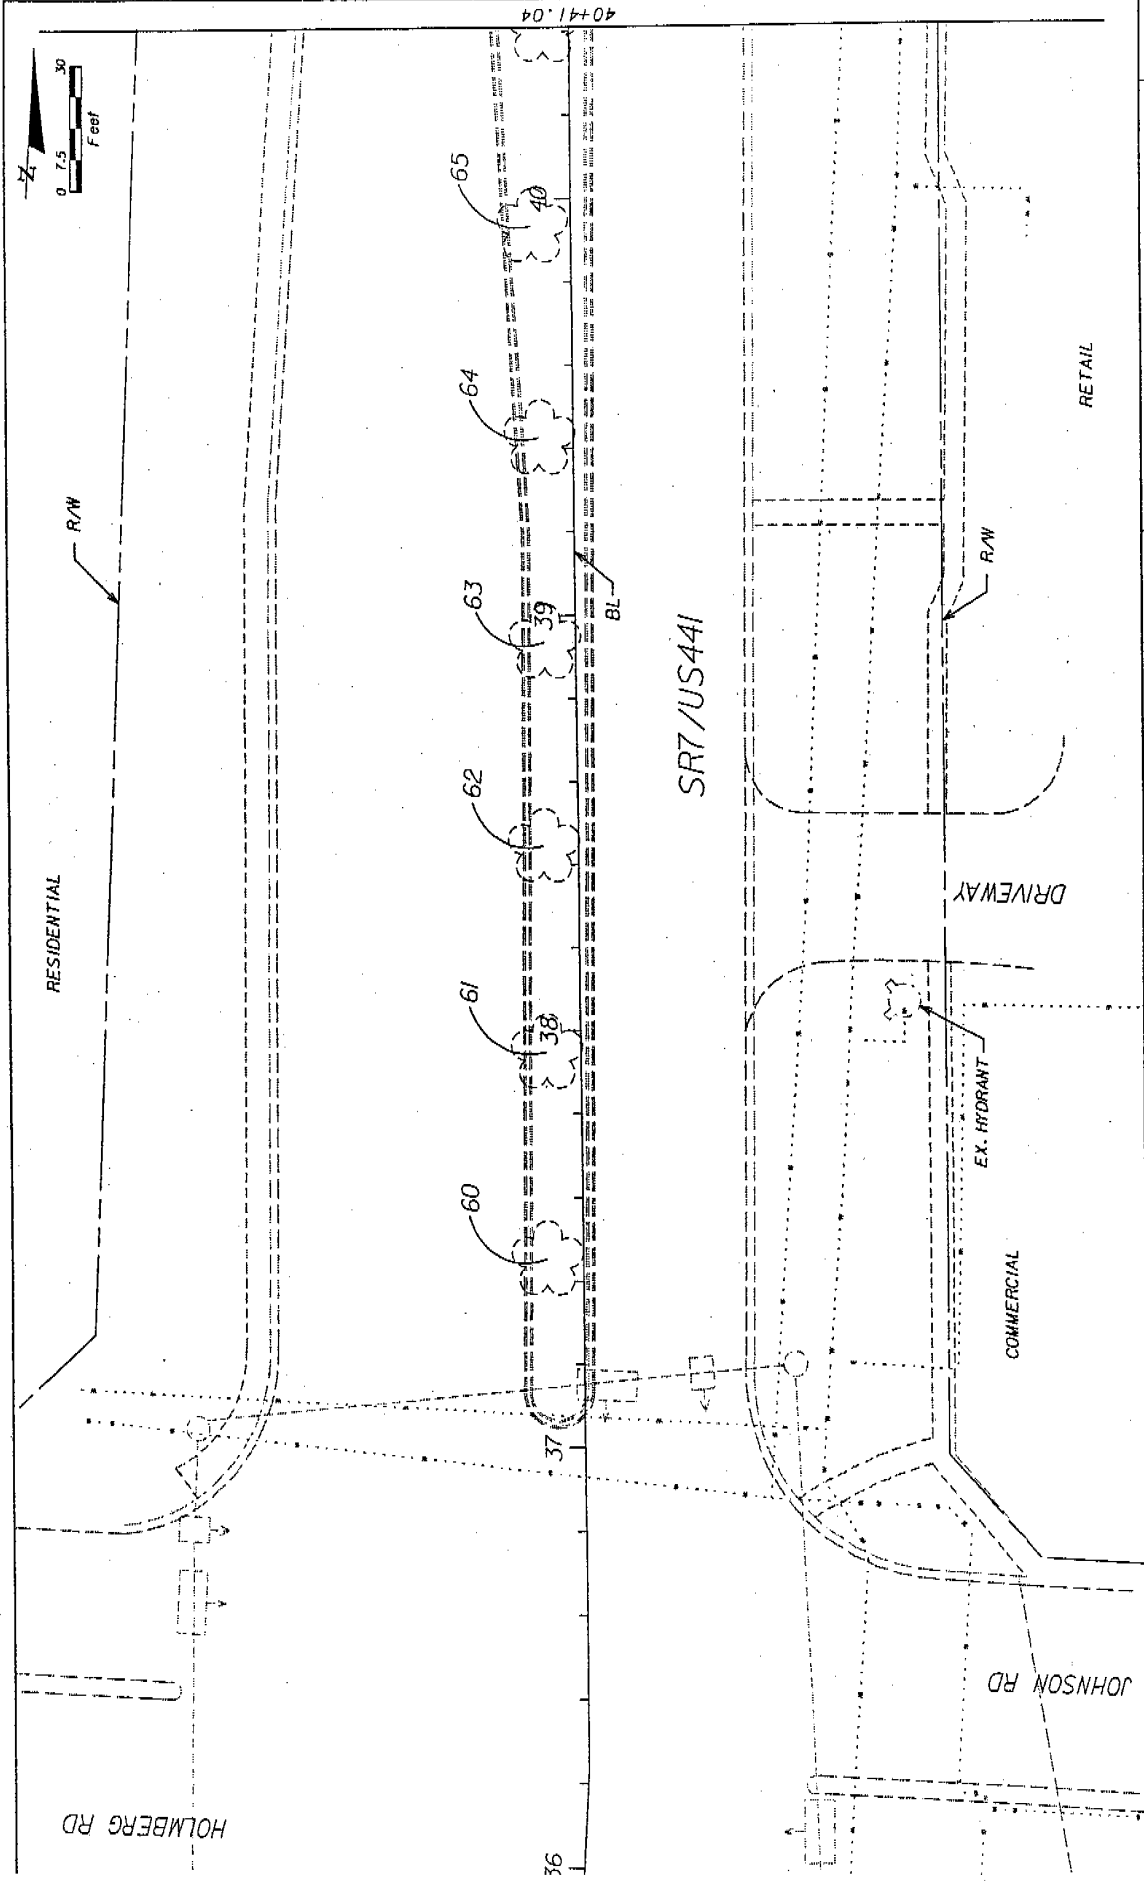 40+41.04
N
0 7.5 30
Feet
65
40
64
R/W
RETAIL
63
39
BL
R/W
SR7/US441
62
RESIDENTIAL
DRIVEWAY
61
38
EX. HYDRANT
60
COMMERCIAL
37
JOHNSON RD
HOLMBERG RD
36